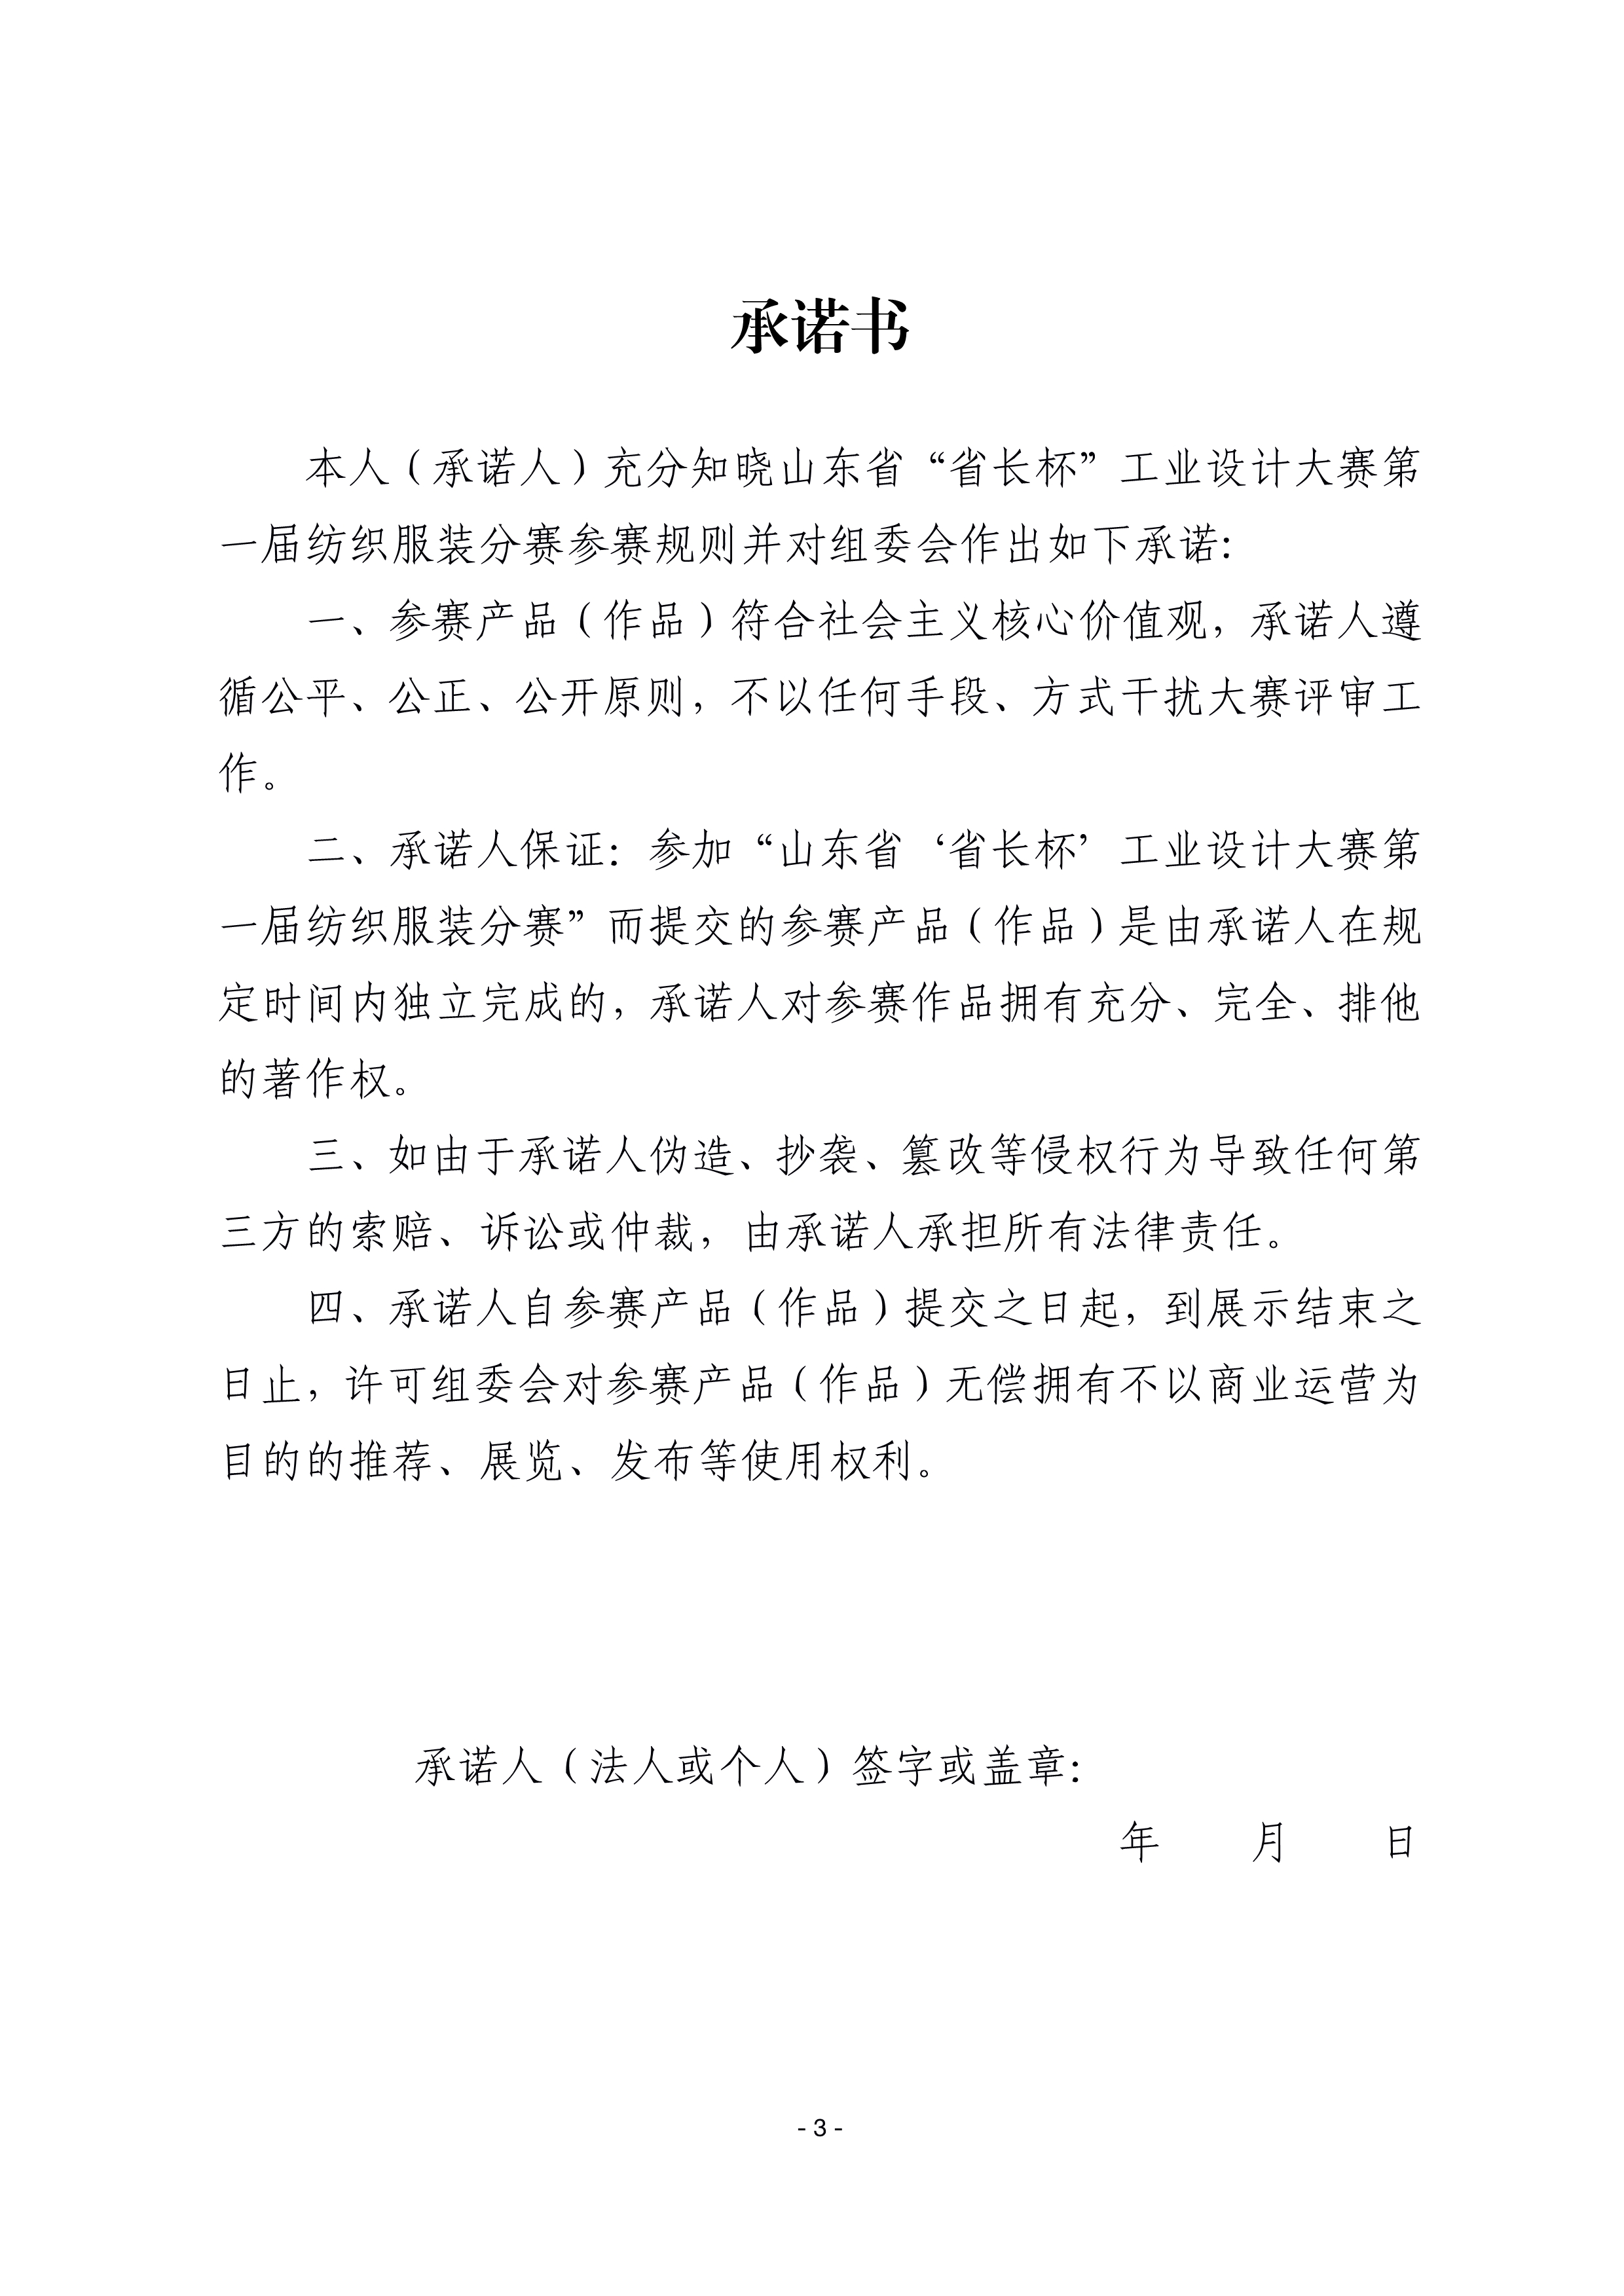 承诺书
本人（承诺人）充分知晓山东省“省长杯”工业设计大赛第
一届纺织服装分赛参赛规则并对组委会作出如下承诺：
一、参赛产品（作品）符合社会主义核心价值观，承诺人遵
循公平、公正、公开原则，不以任何手段、方式干扰大赛评审工
作。
二、承诺人保证：参加“山东省‘省长杯’工业设计大赛第
一届纺织服装分赛”而提交的参赛产品（作品）是由承诺人在规
定时间内独立完成的，承诺人对参赛作品拥有充分、完全、排他
的著作权。
三、如由于承诺人伪造、抄袭、篡改等侵权行为导致任何第
三方的索赔、诉讼或仲裁，由承诺人承担所有法律责任。
四、承诺人自参赛产品（作品）提交之日起，到展示结束之
日止，许可组委会对参赛产品（作品）无偿拥有不以商业运营为
目的的推荐、展览、发布等使用权利。
承诺人（法人或个人）签字或盖章：
年 月 日
- 3 -